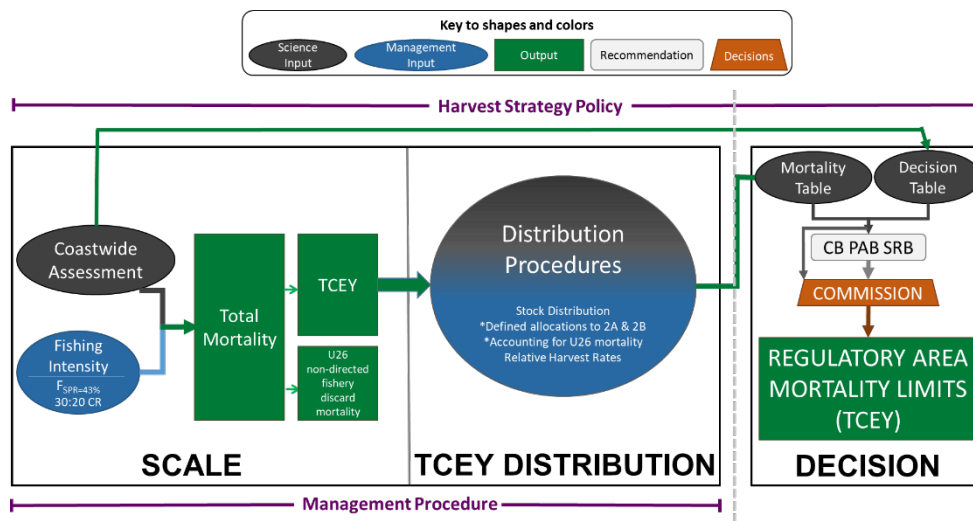 Key to shapes and colors
Science
Input
Management
Input
Output
Recommendation
Decisions
Harvest Strategy Policy
Coastwide
Assessment
Fishing
Intensity
FSPR=43%
30:20 CR
Total
Mortality
TCEY
U26
non-directed
fishery
discard
mortality
SCALE
Distribution
Procedures
Stock Distribution
*Defined allocations to 2A & 2B
*Accounting for U26 mortality
Relative Harvest Rates
TCEY DISTRIBUTION
Mortality
Table
Decision
Table
CB PAB SRB
COMMISSION
REGULATORY AREA
MORTALITY LIMITS
(TCEY)
DECISION
Management Procedure